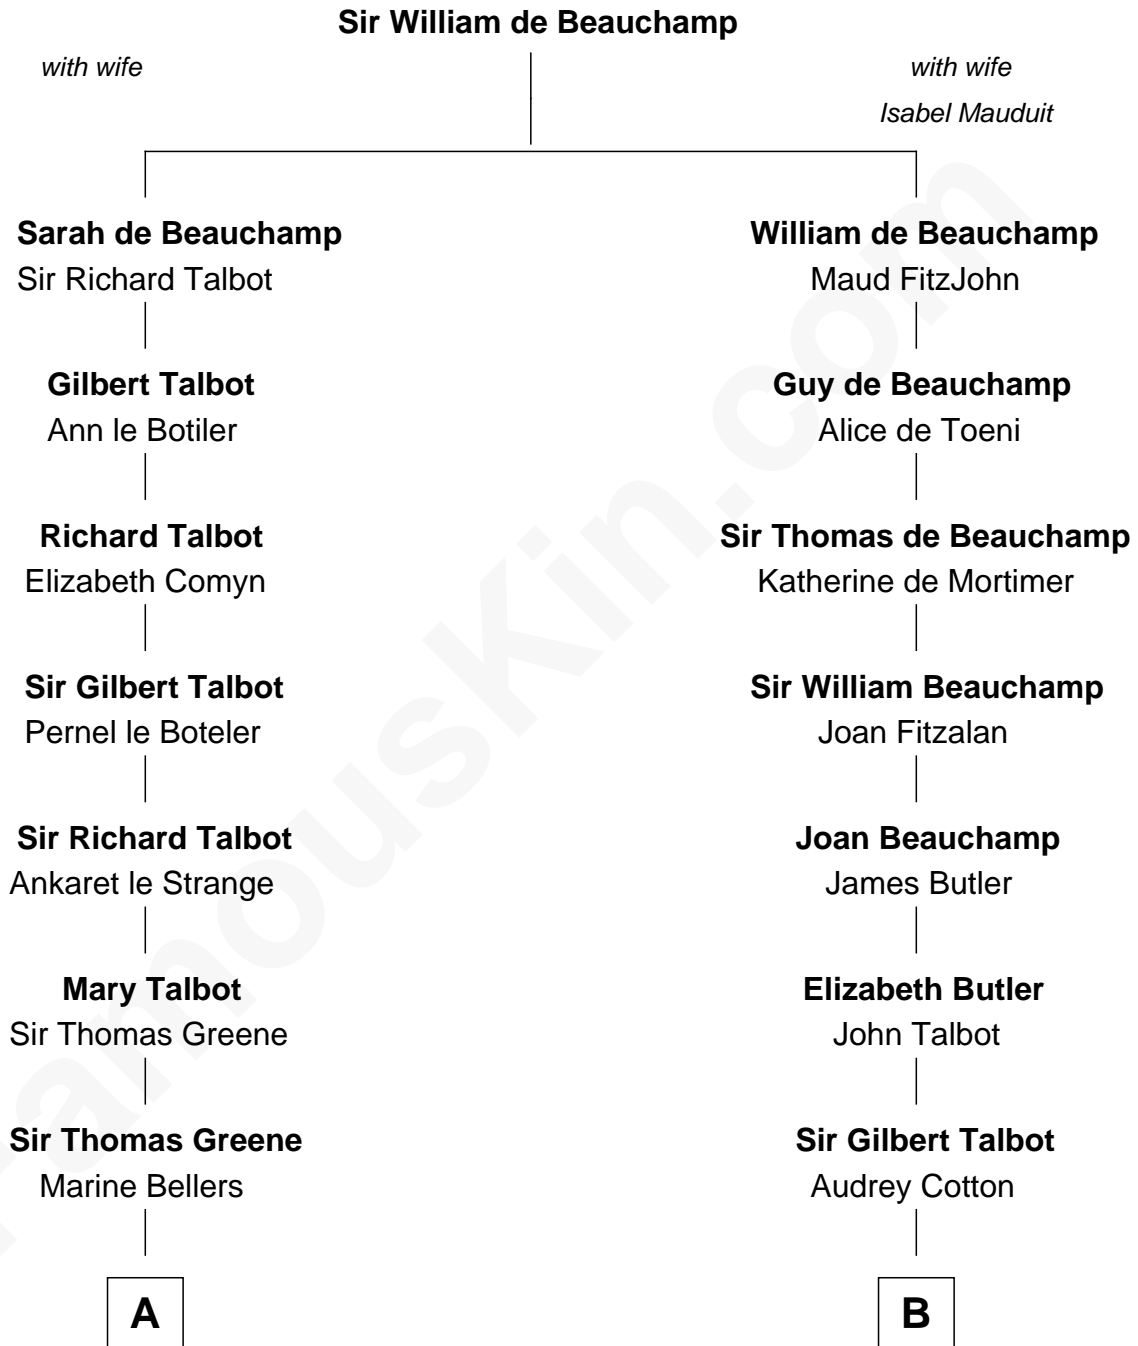 Sir William de Beauchamp
with wife
with wife
Isabel Mauduit
Sarah de Beauchamp
Sir Richard Talbot
William de Beauchamp
Maud FitzJohn
Gilbert Talbot
Ann le Botiler
Guy de Beauchamp
Alice de Toeni
Richard Talbot
Elizabeth Comyn
Sir Thomas de Beauchamp
Katherine de Mortimer
Sir Gilbert Talbot
Pernel le Boteler
Sir William Beauchamp
Joan Fitzalan
Sir Richard Talbot
Ankaret le Strange
Joan Beauchamp
James Butler
Mary Talbot
Sir Thomas Greene
Elizabeth Butler
John Talbot
Sir Thomas Greene
Marine Bellers
Sir Gilbert Talbot
Audrey Cotton
A
B
FamousKin.com